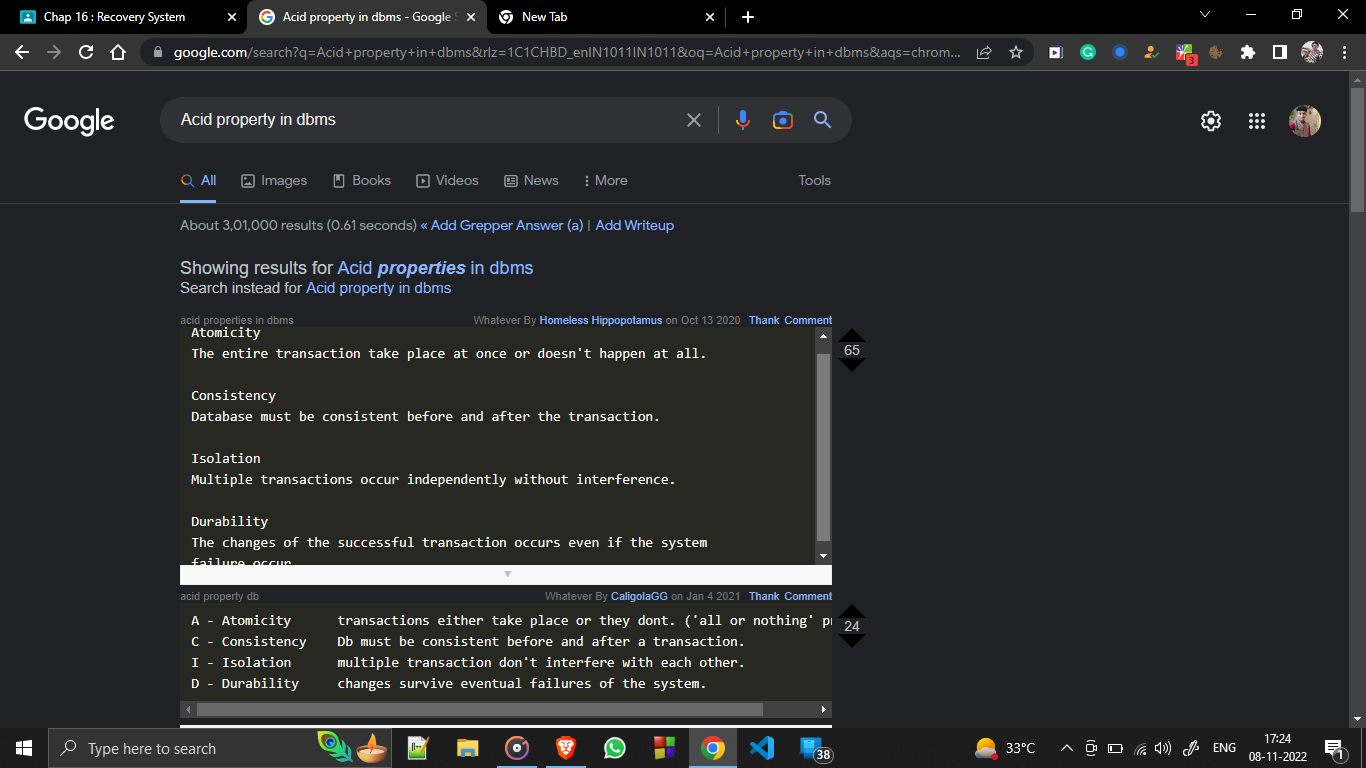 Chap 16 : Recovery System
Acid property in dbms - Google S
New Tab
google.com/search?q=Acid+property+in+dbms&rlz=1C1CHBD_enIN1011IN1011&oq=Acid+property+in+dbms&aqs=chrom...
3
Google
Acid property in dbms
All Images Books Videos News More Tools
About 3,01,000 results (0.61 seconds) « Add Grepper Answer (a) | Add Writeup
Showing results for Acid properties in dbms
Search instead for Acid property in dbms
acid properties in dbms Whatever By Homeless Hippopotamus on Oct 13 2020 Thank Comment
65
Atomicity
The entire transaction take place at once or doesn't happen at all.
Consistency
Database must be consistent before and after the transaction.
Isolation
Multiple transactions occur independently without interference.
Durability
The changes of the successful transaction occurs even if the system
failure occur
acid property db Whatever By CaligolaGG on Jan 4 2021 Thank Comment
24
A - Atomicity transactions either take place or they dont. ('all or nothing' pr
C - Consistency Db must be consistent before and after a transaction.
I - Isolation multiple transaction don't interfere with each other.
D - Durability changes survive eventual failures of the system.
Type here to search
38
33°C
ENG
17:24
08-11-2022
1